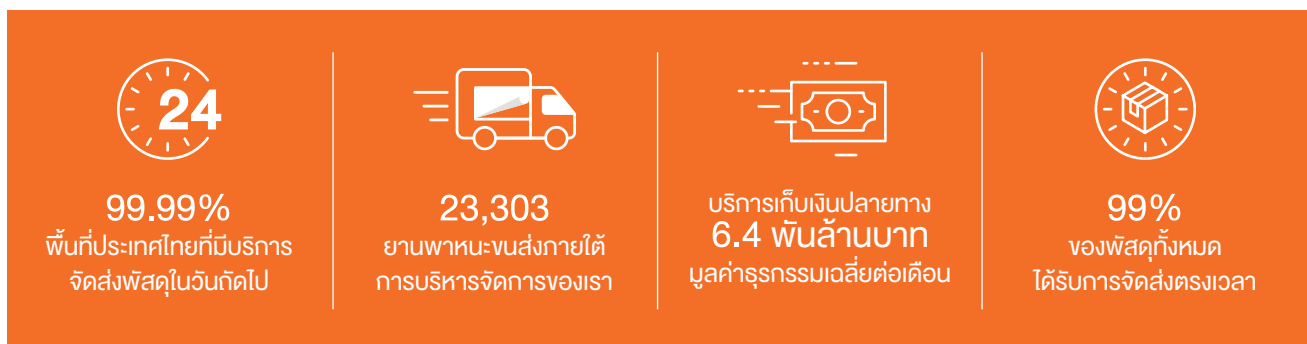 24
99.99%
พื้นที่ประเทศไทยที่มีบริการ
จัดส่งพัสดุในวันถัดไป
23,303
ยานพาหนะขนส่งภายใต้
การบริหารจัดการของเรา
บริการเก็บเงินปลายทาง
6.4 พันล้านบาท
มูลค่าธุรกรรมเฉลี่ยต่อเดือน
99%
ของพัสดุทั้งหมด
ได้รับการจัดส่งตรงเวลา